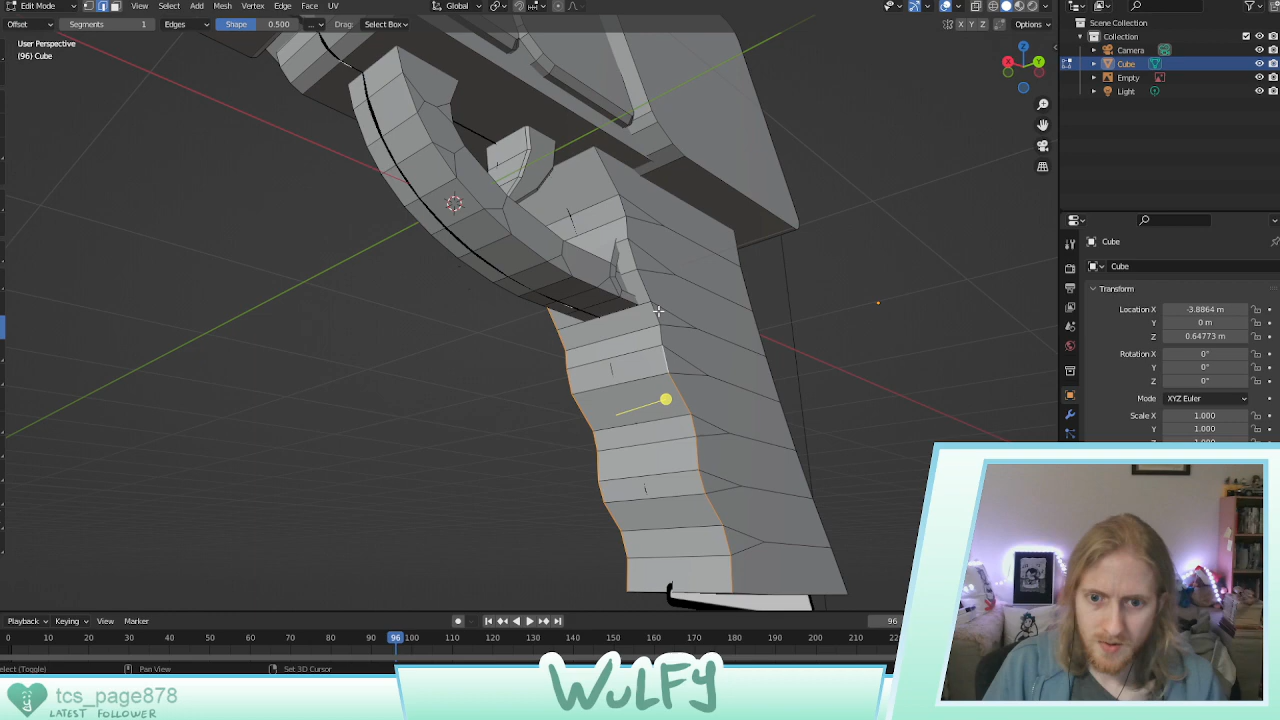 Edit Mode View Select Add Mesh Vertex Edge Face UV Global
Offset Segments 1 Edges Shape 0.500 ... Drag: Select Box X Y Z Options
User Perspective
(96) Cube
Z
X
Y
Scene Collection
Collection
Camera
Cube
Empty
Light
Cube
Cube
Transform
Location X -3.8864 m
Y 0 m
Z 0.64773 m
Rotation X 0°
Y 0°
Z 0°
Mode XYZ Euler
Scale X 1.000
Y 1.000
Playback Keying View Marker 96
0 10 20 30 40 50 60 70 80 90 96 100 110 120 130 140 150 160 170 180 190
elect (Toggle) Pan View Set 3D Cursor
WULFY
tcs_page878
LATEST FOLLOWER